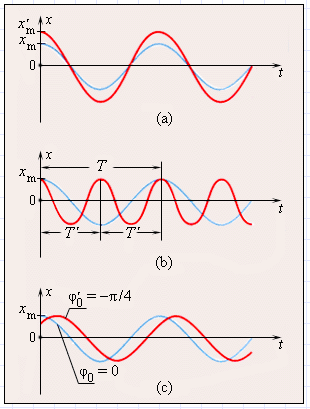 x'ₘ x
xₘ
0 t
(a)
x
T
xₘ
0 t
T' T'
(b)
x
φ'₀ = −π/4
xₘ
0 t
φ₀ = 0
(c)